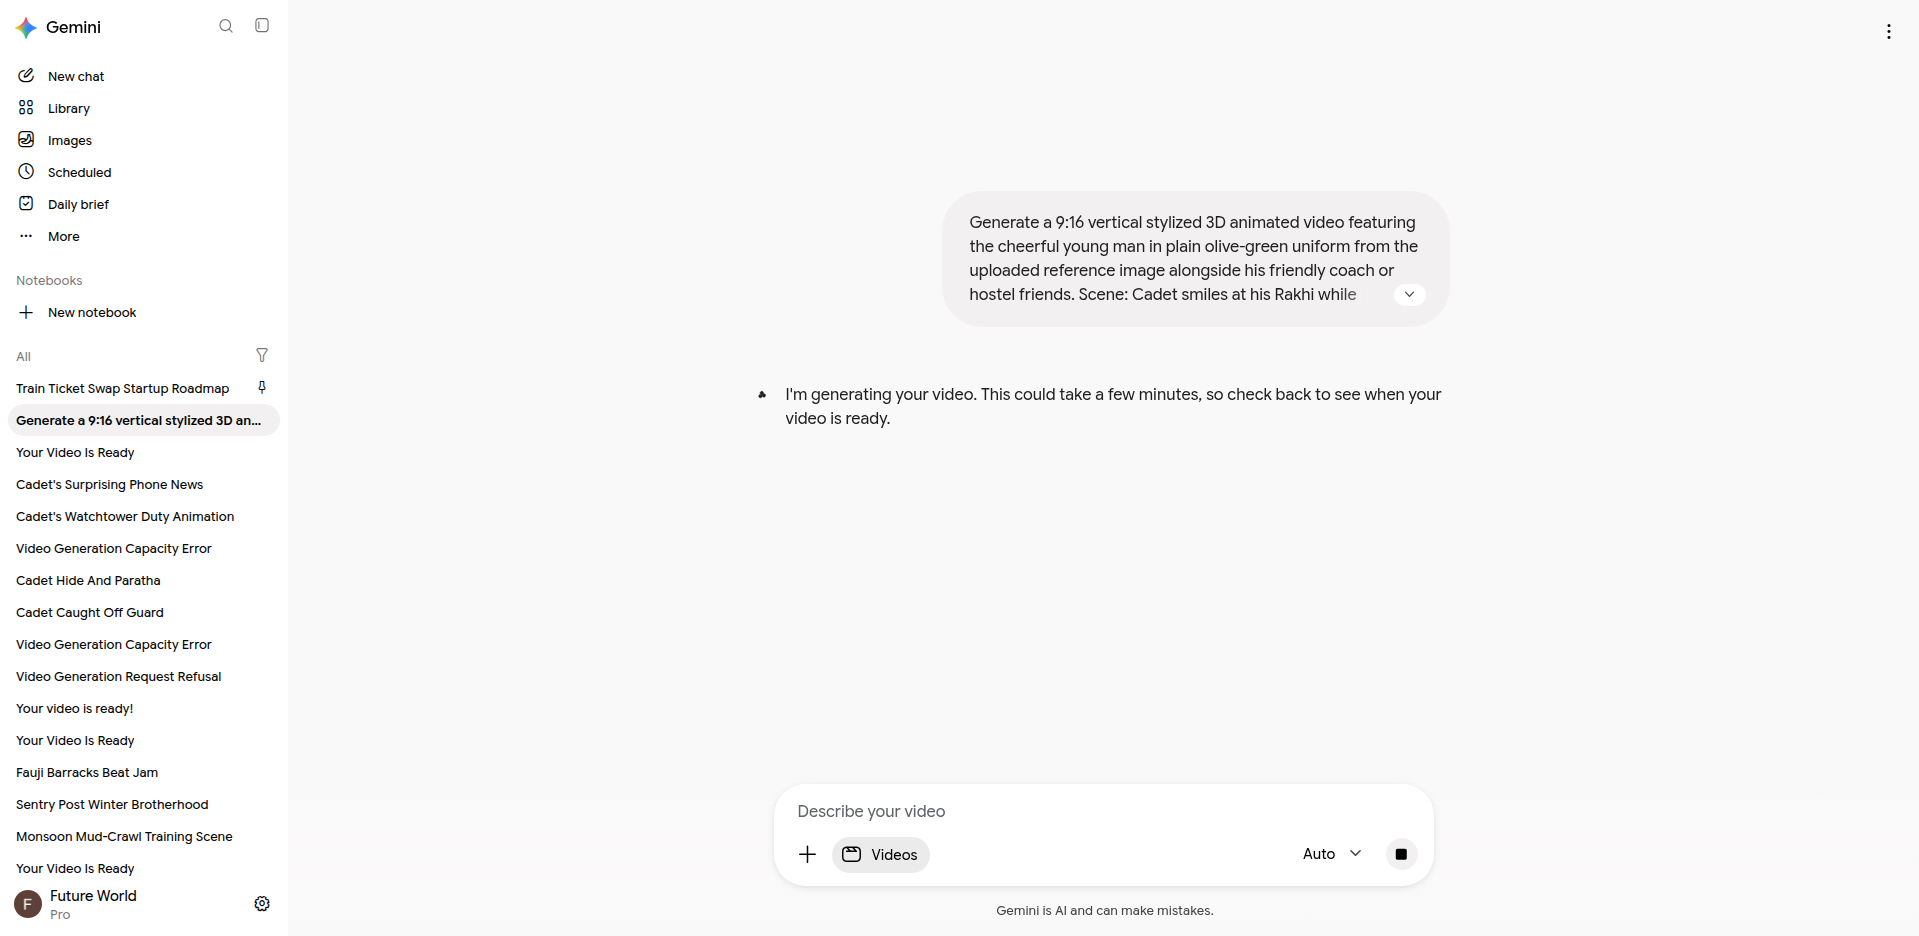 Gemini
New chat
Library
Images
Scheduled
Daily brief
More
Notebooks
New notebook
All
Train Ticket Swap Startup Roadmap
Generate a 9:16 vertical stylized 3D an...
Your Video Is Ready
Cadet's Surprising Phone News
Cadet's Watchtower Duty Animation
Video Generation Capacity Error
Cadet Hide And Paratha
Cadet Caught Off Guard
Video Generation Capacity Error
Video Generation Request Refusal
Your video is ready!
Your Video Is Ready
Fauji Barracks Beat Jam
Sentry Post Winter Brotherhood
Monsoon Mud-Crawl Training Scene
Your Video Is Ready
F
Future World
Pro
Generate a 9:16 vertical stylized 3D animated video featuring
the cheerful young man in plain olive-green uniform from the
uploaded reference image alongside his friendly coach or
hostel friends. Scene: Cadet smiles at his Rakhi while
I'm generating your video. This could take a few minutes, so check back to see when your
video is ready.
Describe your video
Videos
Auto
Gemini is AI and can make mistakes.